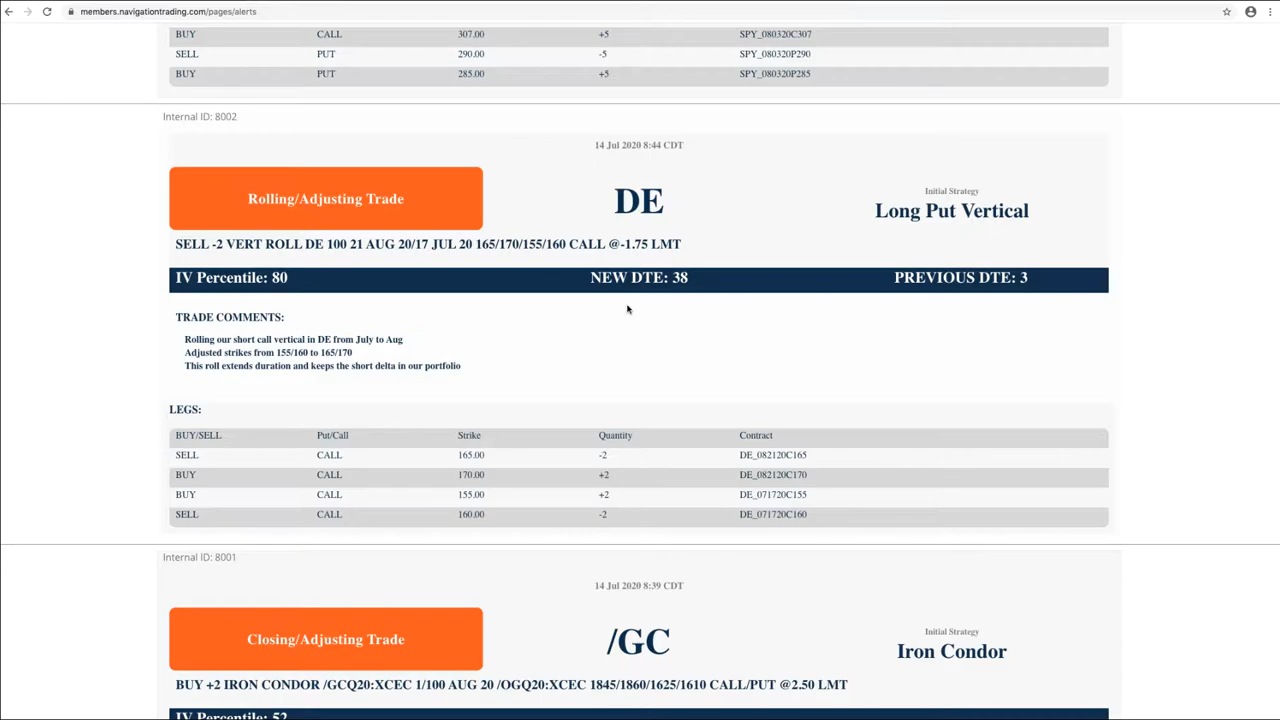 members.navigationtrading.com/pages/alerts
BUY CALL 307.00 +5 SPY_080320C307
SELL PUT 290.00 -5 SPY_080320P290
BUY PUT 285.00 +5 SPY_080320P285
Internal ID: 8002
14 Jul 2020 8:44 CDT
Rolling/Adjusting Trade
DE
Initial Strategy
Long Put Vertical
SELL -2 VERT ROLL DE 100 21 AUG 20/17 JUL 20 165/170/155/160 CALL @-1.75 LMT
IV Percentile: 80 NEW DTE: 38 PREVIOUS DTE: 3
TRADE COMMENTS:
Rolling our short call vertical in DE from July to Aug
Adjusted strikes from 155/160 to 165/170
This roll extends duration and keeps the short delta in our portfolio
LEGS:
BUY/SELL Put/Call Strike Quantity Contract
SELL CALL 165.00 -2 DE_082120C165
BUY CALL 170.00 +2 DE_082120C170
BUY CALL 155.00 +2 DE_071720C155
SELL CALL 160.00 -2 DE_071720C160
Internal ID: 8001
14 Jul 2020 8:39 CDT
Closing/Adjusting Trade
/GC
Initial Strategy
Iron Condor
BUY +2 IRON CONDOR /GCQ20:XCEC 1/100 AUG 20 /OGQ20:XCEC 1845/1860/1625/1610 CALL/PUT @2.50 LMT
IV Percentile: 52